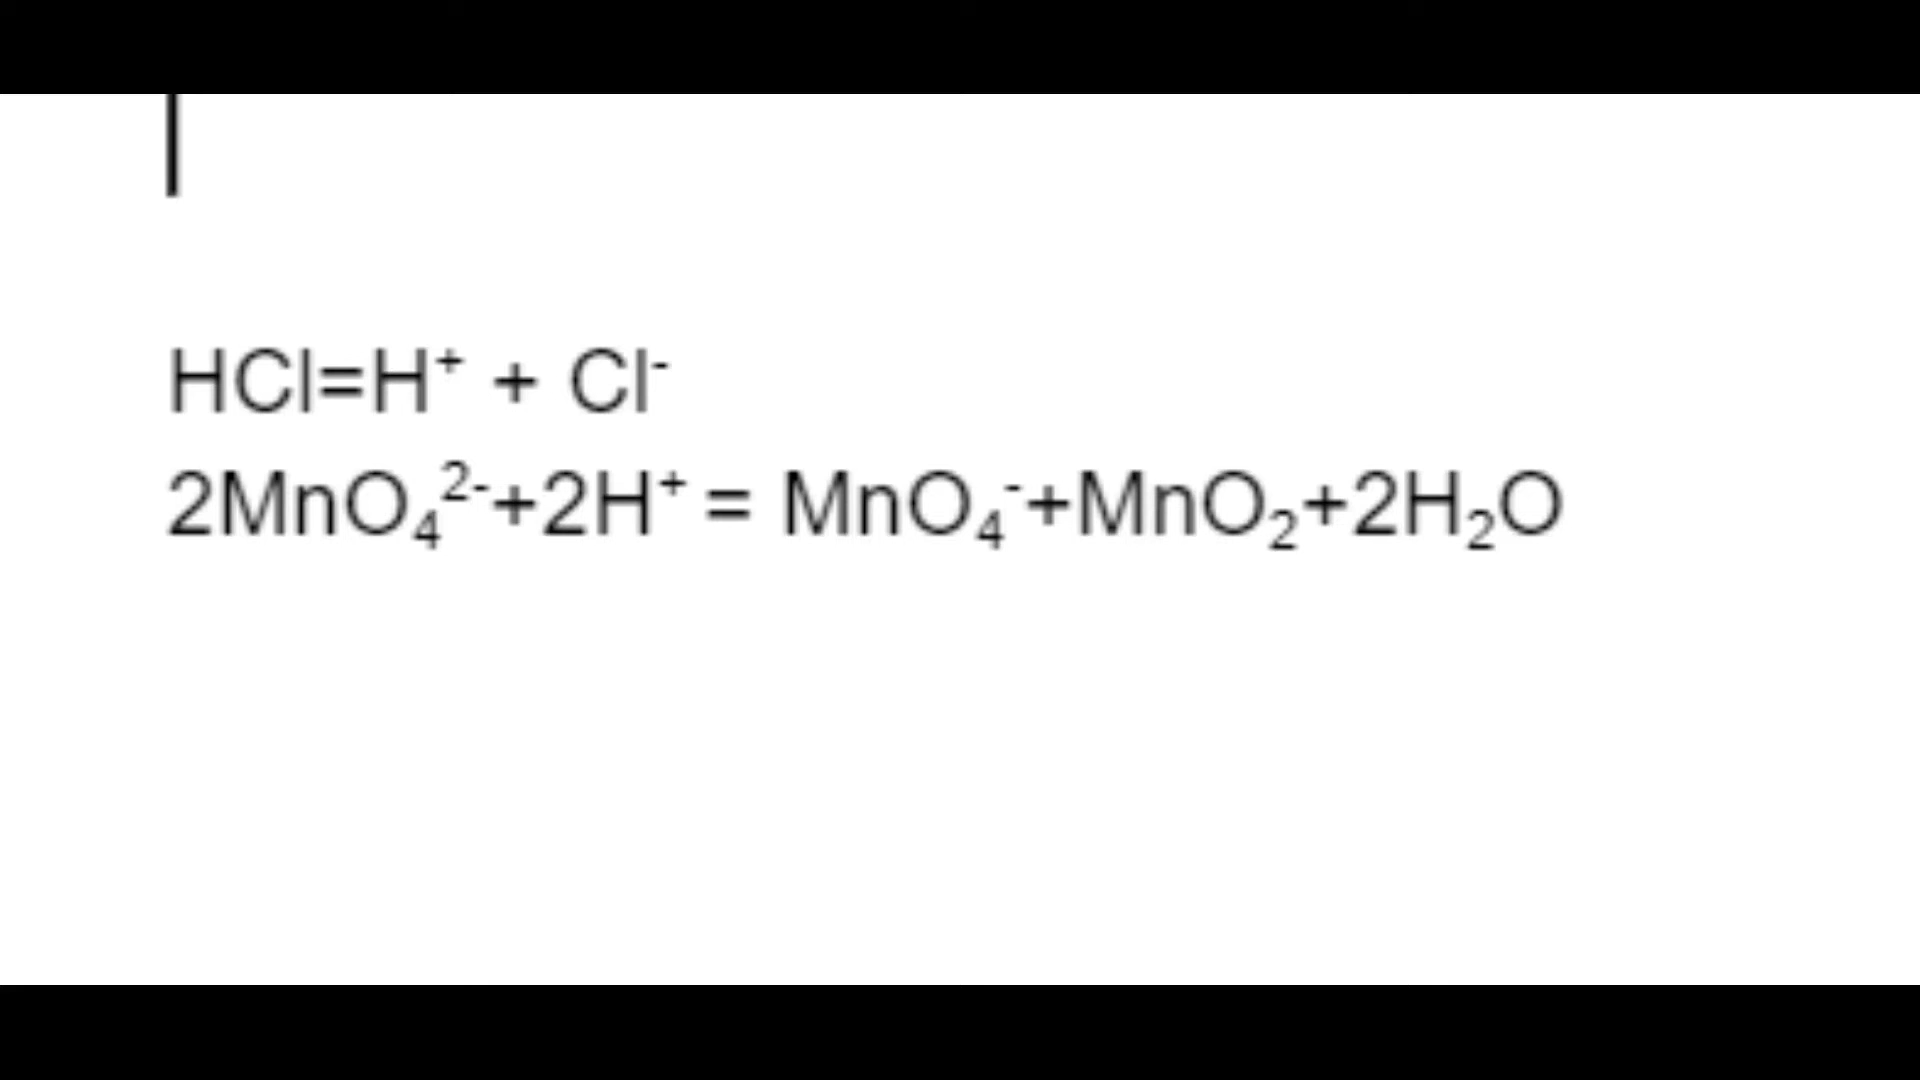 HCl=H⁺ + Cl⁻
2MnO₄²⁻+2H⁺ = MnO₄⁻+MnO₂+2H₂O